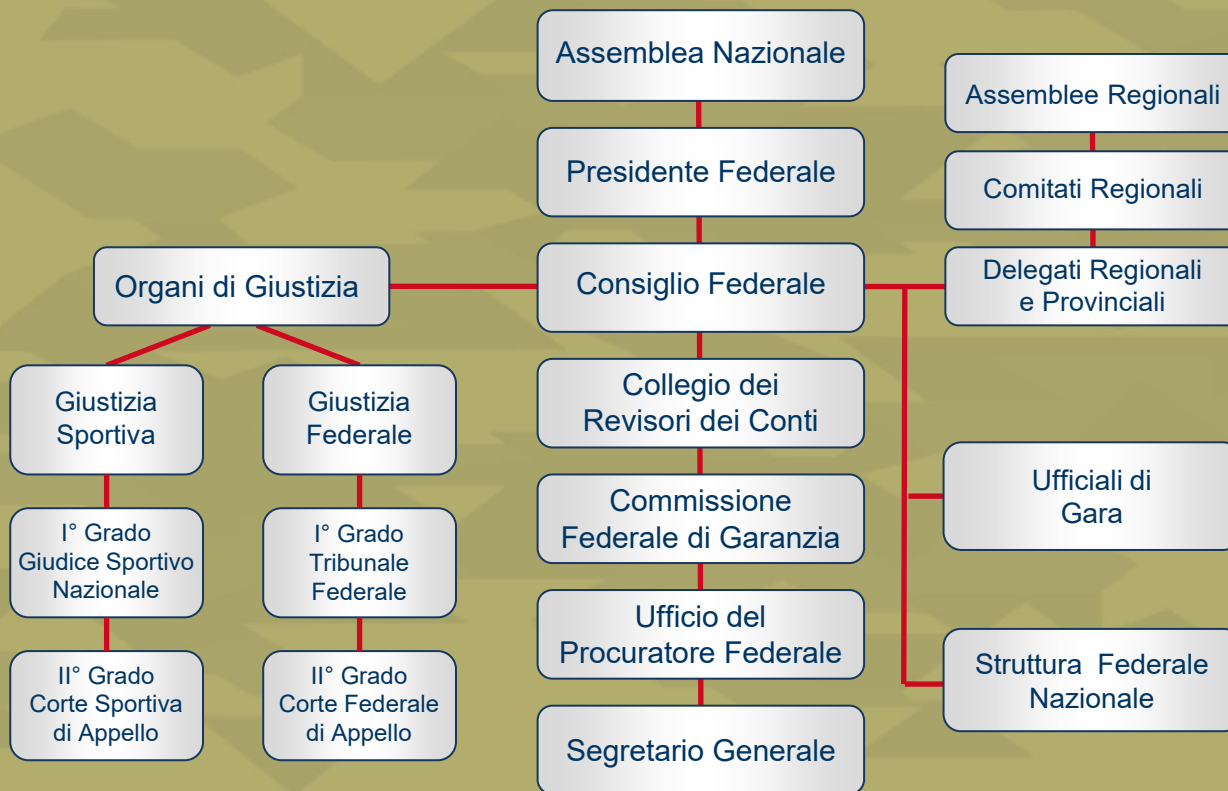 Assemblea Nazionale
Presidente Federale
Consiglio Federale
Collegio dei
Revisori dei Conti
Commissione
Federale di Garanzia
Ufficio del
Procuratore Federale
Segretario Generale
Organi di Giustizia
Giustizia
Sportiva
I° Grado
Giudice Sportivo
Nazionale
II° Grado
Corte Sportiva
di Appello
Giustizia
Federale
I° Grado
Tribunale
Federale
II° Grado
Corte Federale
di Appello
Assemblee Regionali
Comitati Regionali
Delegati Regionali
e Provinciali
Ufficiali di
Gara
Struttura  Federale
Nazionale